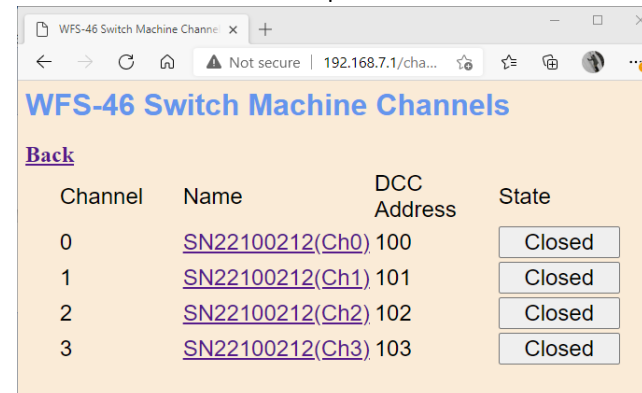 WFS-46 Switch Machine Channe
Not secure | 192.168.7.1/cha...
WFS-46 Switch Machine Channels
Back
Channel Name DCC Address State
0 SN22100212(Ch0) 100 Closed
1 SN22100212(Ch1) 101 Closed
2 SN22100212(Ch2) 102 Closed
3 SN22100212(Ch3) 103 Closed